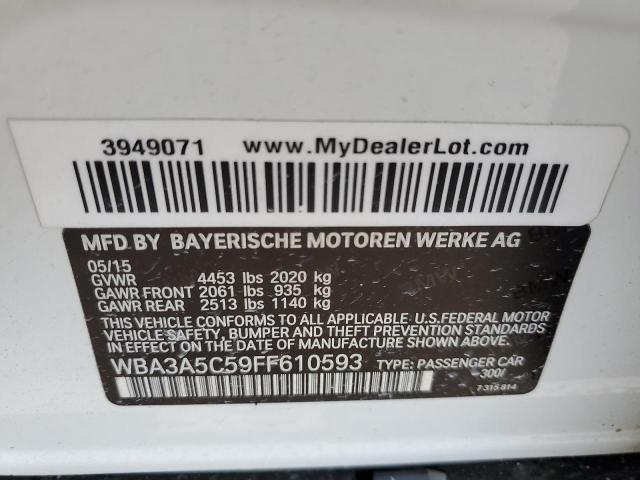 3949071 www.MyDealerLot.com
MFD BY BAYERISCHE MOTOREN WERKE AG
05/15
GVWR 4453 lbs 2020 kg
GAWR FRONT 2061 lbs 935 kg
GAWR REAR 2513 lbs 1140 kg
THIS VEHICLE CONFORMS TO ALL APPLICABLE U.S.FEDERAL MOTOR
VEHICLE SAFETY, BUMPER AND THEFT PREVENTION STANDARDS
IN EFFECT ON THE DATE OF MANUFACTURE SHOWN ABOVE.
WBA3A5C59FF610593 TYPE: PASSENGER CAR
300/
7 315 814